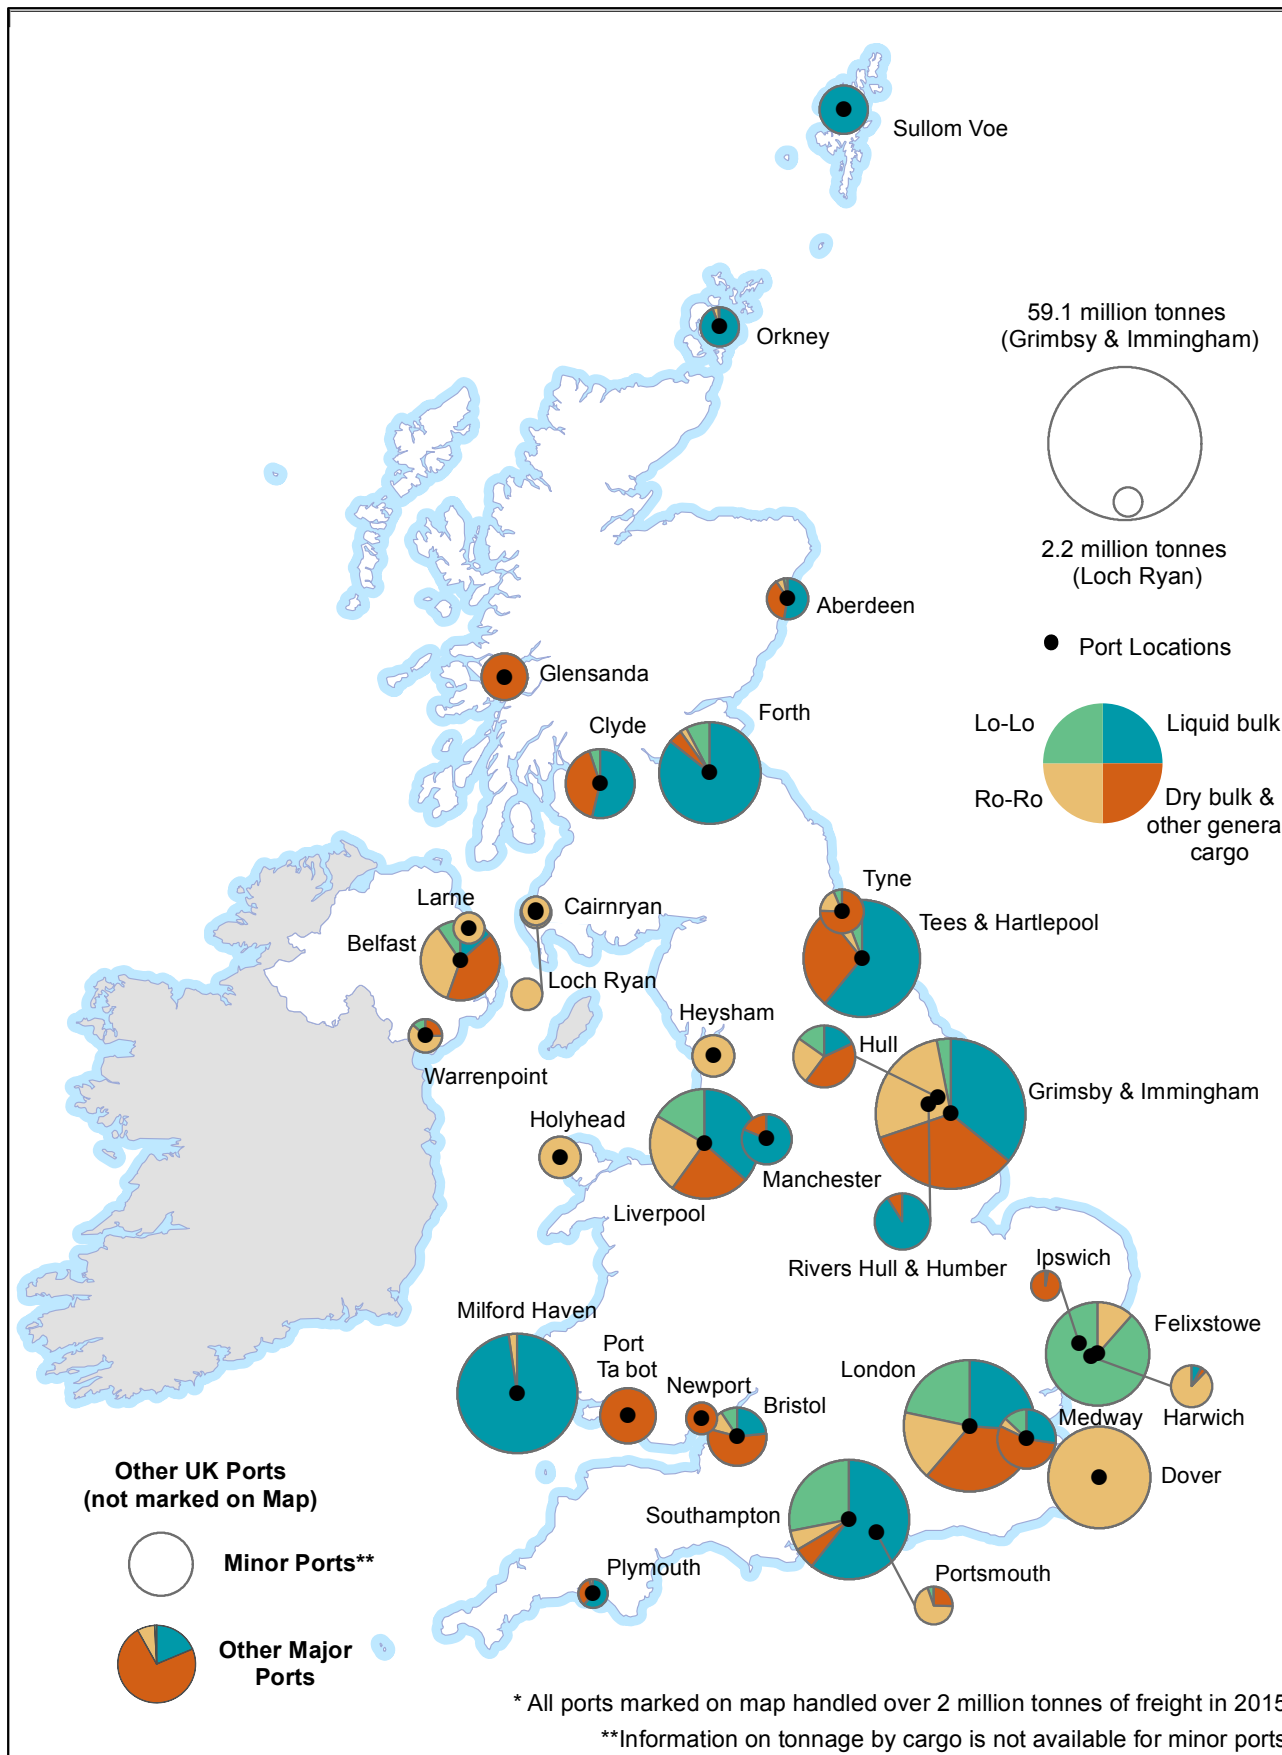 Sullom Voe
Orkney
59.1 million tonnes
(Grimbsy & Immingham)
2.2 million tonnes
(Loch Ryan)
Port Locations
Lo-Lo
Liquid bulk
Ro-Ro
Dry bulk &
other genera
cargo
Aberdeen
Glensanda
Clyde
Forth
Tyne
Tees & Hartlepool
Larne
Cairnryan
Belfast
Loch Ryan
Heysham
Hull
Warrenpoint
Grimsby & Immingham
Holyhead
Manchester
Liverpool
Rivers Hull & Humber
Ipswich
Milford Haven
Felixstowe
Port
Ta bot
London
Newport
Bristol
Medway
Harwich
Dover
Other UK Ports
(not marked on Map)
Southampton
Minor Ports**
Plymouth
Portsmouth
Other Major
Ports
* All ports marked on map handled over 2 million tonnes of freight in 2015
**Information on tonnage by cargo is not available for minor ports